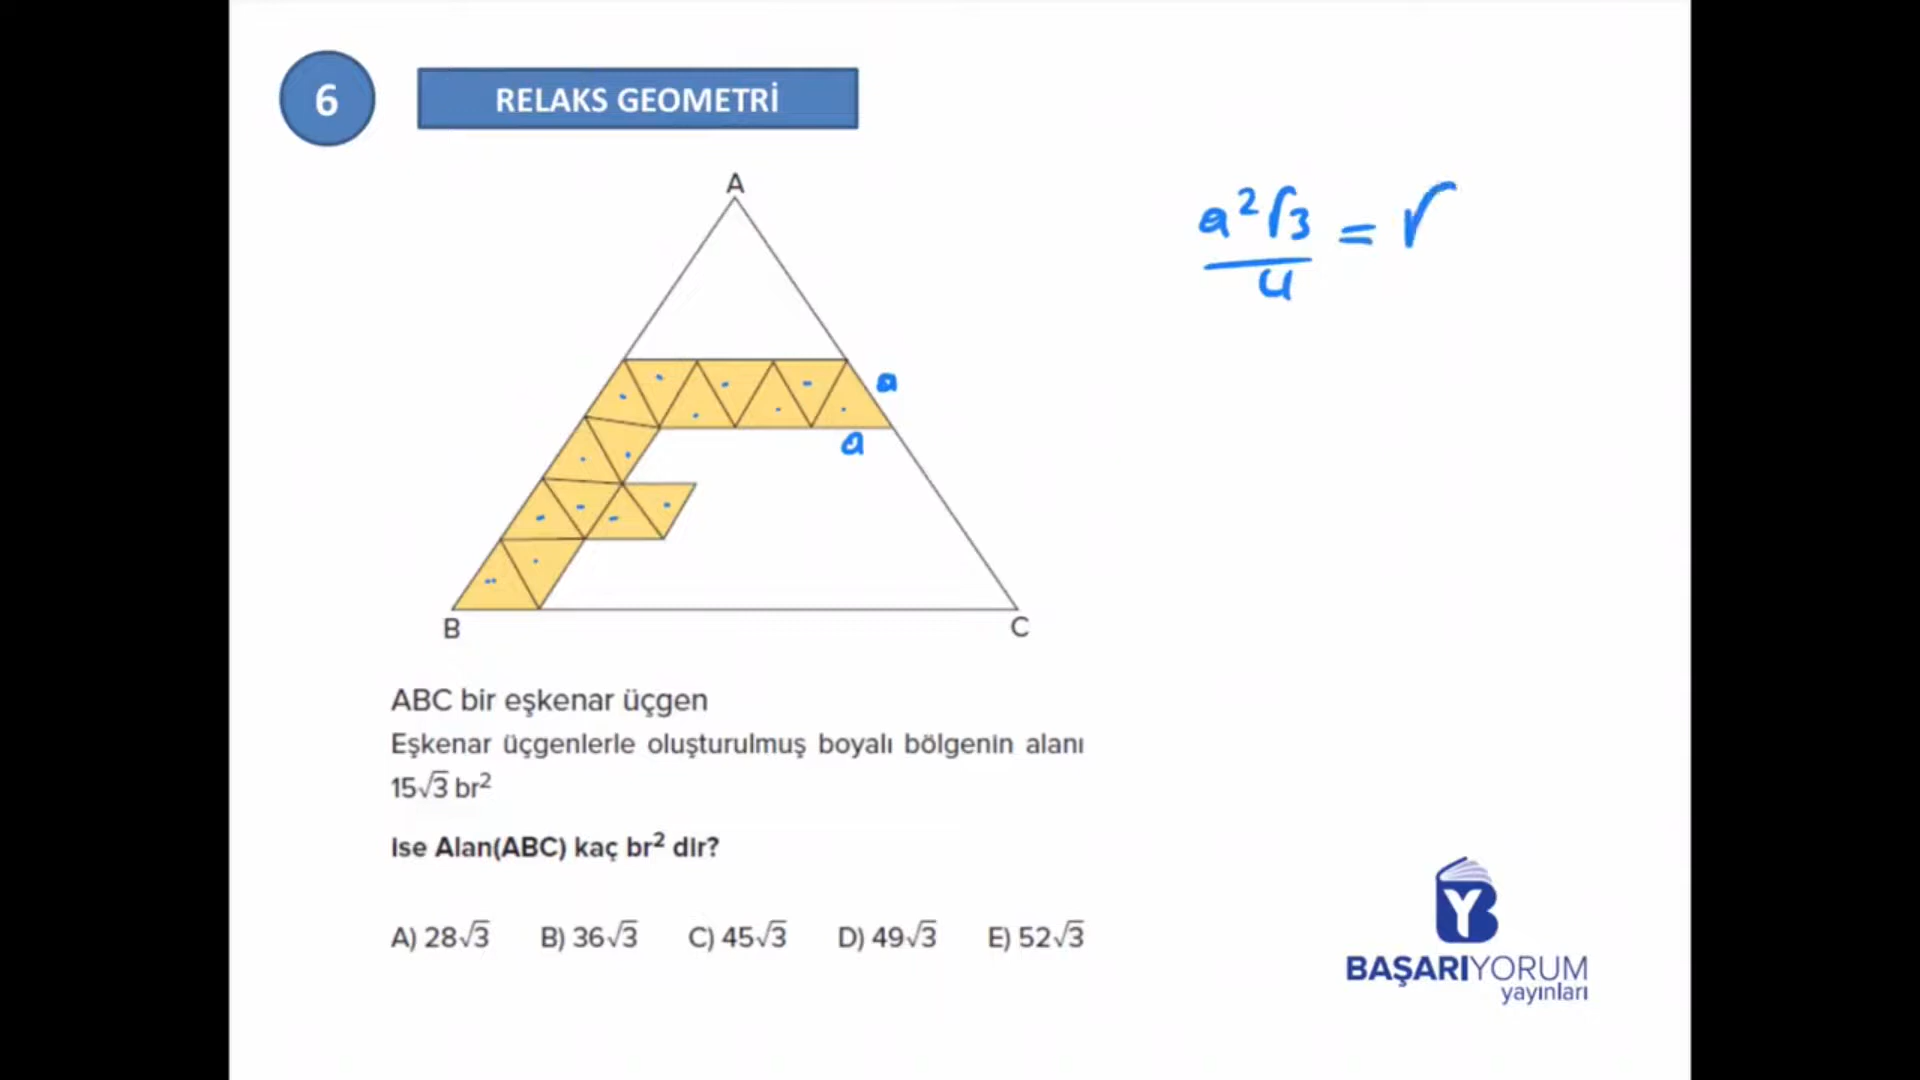 6
RELAKS GEOMETRİ
A
a²√3 = √
4
a
a
B
C
ABC bir eşkenar üçgen
Eşkenar üçgenlerle oluşturulmuş boyalı bölgenin alanı
15√3 br²
ise Alan(ABC) kaç br² dir?
A) 28√3 B) 36√3 C) 45√3 D) 49√3 E) 52√3
BAŞARIYORUM
yayınları